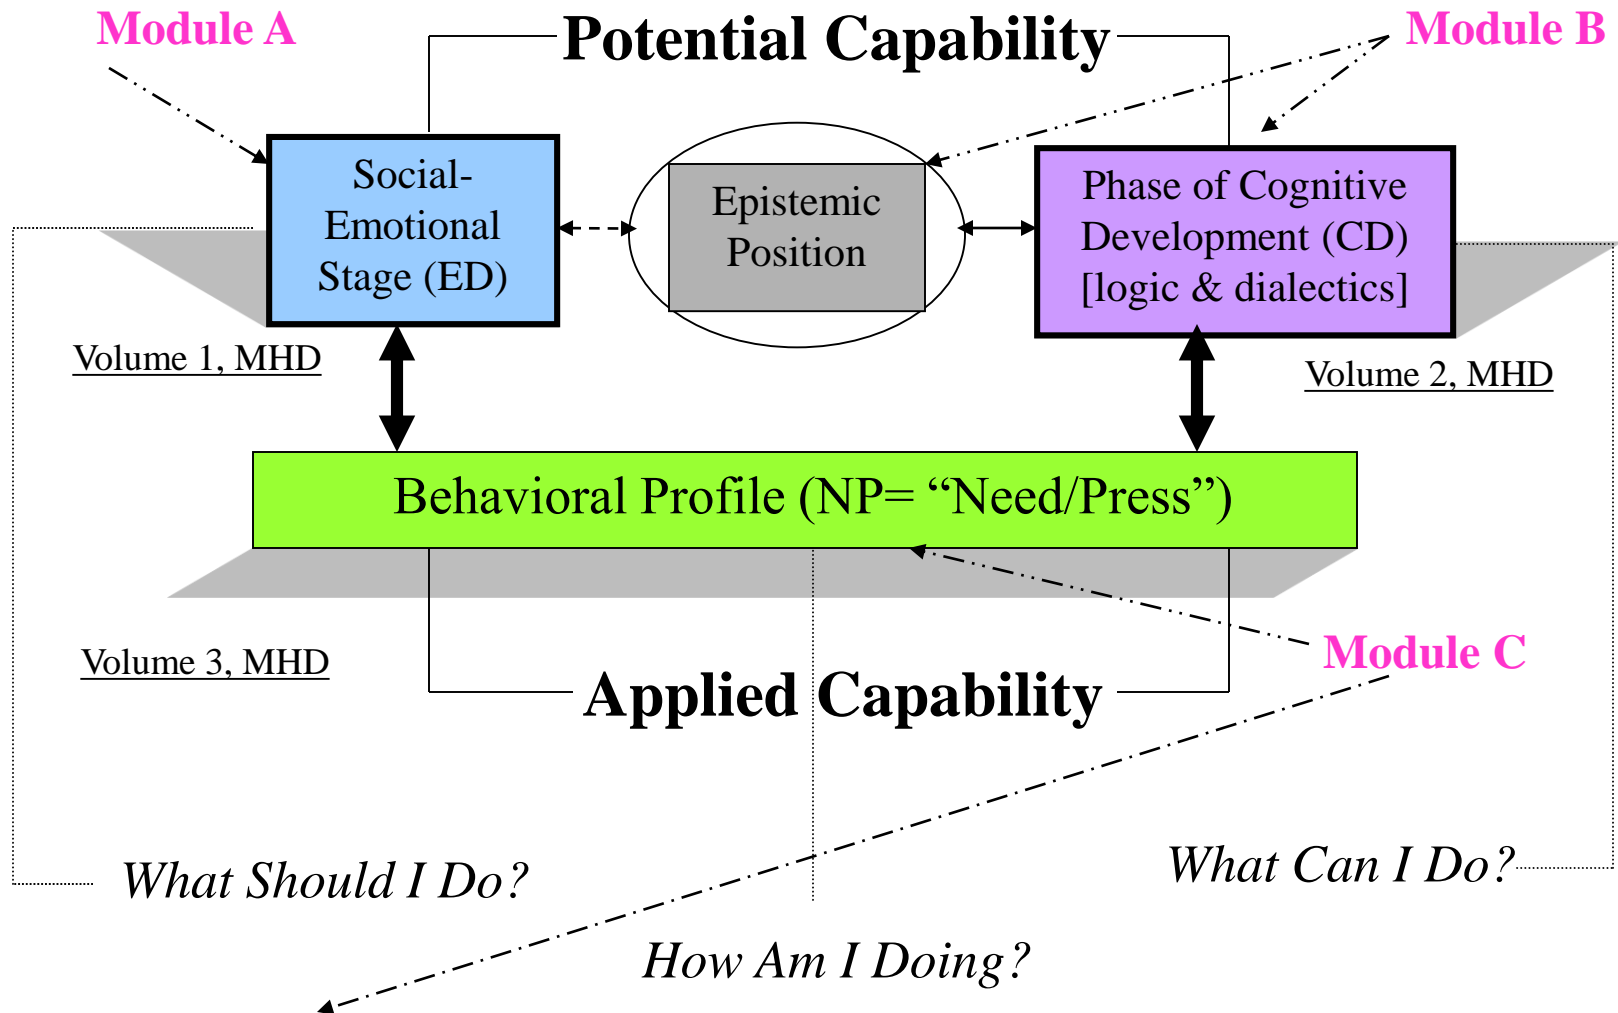 Module A
Potential Capability
Module B
Social-
Emotional
Stage (ED)
Epistemic
Position
Phase of Cognitive
Development (CD)
[logic & dialectics]
Volume 1, MHD
Volume 2, MHD
Behavioral Profile (NP= “Need/Press”)
Volume 3, MHD
Module C
Applied Capability
What Should I Do?
What Can I Do?
How Am I Doing?